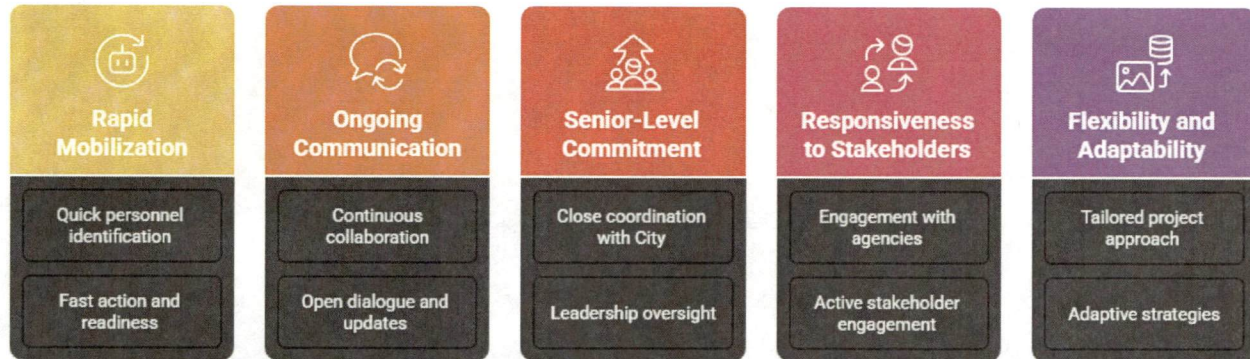 Rapid
Mobilization
Quick personnel
identification
Fast action and
readiness
Ongoing
Communication
Continuous
collaboration
Open dialogue and
updates
Senior-Level
Commitment
Close coordination
with City
Leadership oversight
Responsiveness
to Stakeholders
Engagement with
agencies
Active stakeholder
engagement
Flexibility and
Adaptability
Tailored project
approach
Adaptive strategies